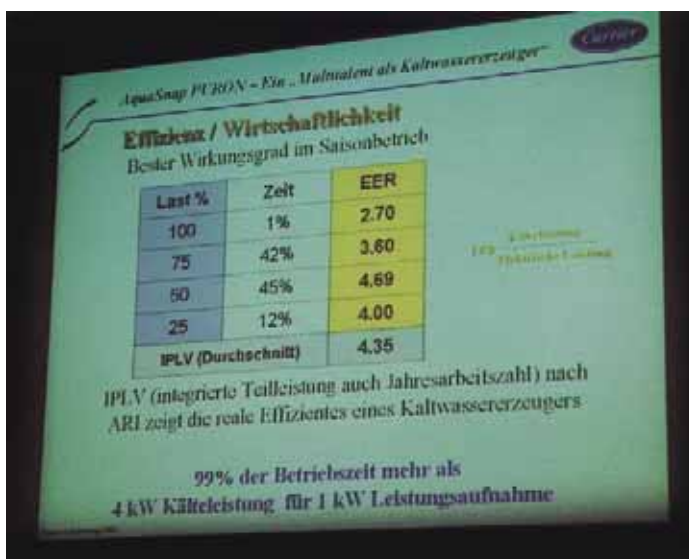 Carrier
AquaSnap PURON – Ein „Multitalent als Kaltwassererzeuger"
Effizienz / Wirtschaftlichkeit
Bester Wirkungsgrad im Saisonbetrieb
Last % Zeit EER
100 1% 2.70
75 42% 3.60
50 45% 4.69
25 12% 4.00
IPLV (Durchschnitt) 4.35
IPLV (integrierte Teilleistung auch Jahresarbeitszahl) nach
ARI zeigt die reale Effizientes eines Kaltwassererzeugers
99% der Betriebszeit mehr als
4 kW Kälteleistung für 1 kW Leistungsaufnahme